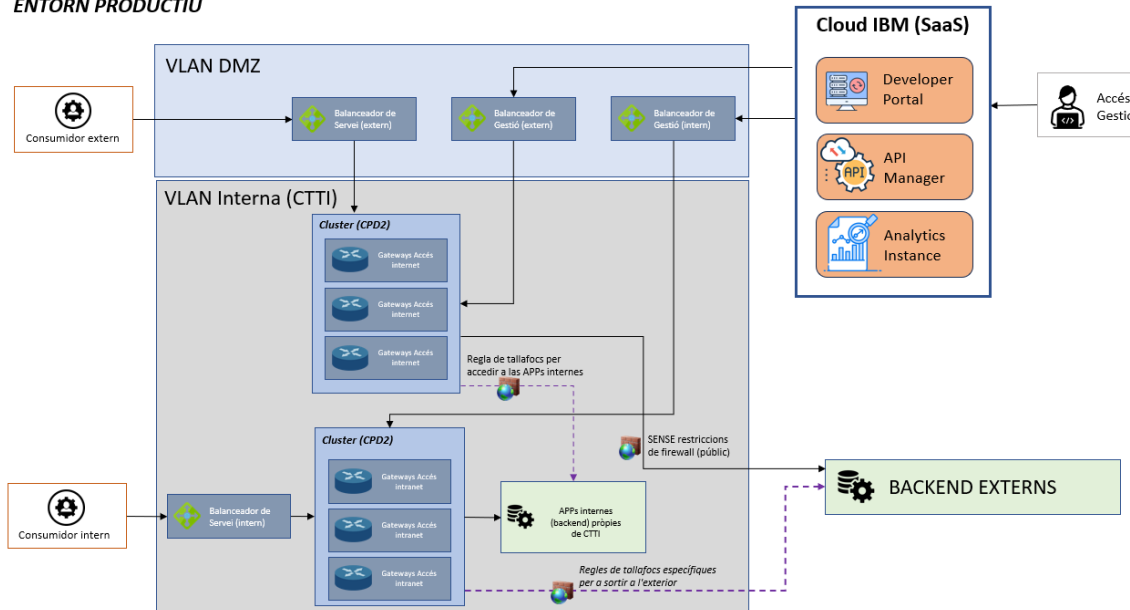 ENTORN PRODUCTIU
Cloud IBM (SaaS)
VLAN DMZ
Developer
Portal
Accés
Gestió
Balanceador de
Servei (extern)
Balanceador de
Gestió (extern)
Balanceador de
Gestió (intern)
Consumidor extern
API
API
Manager
VLAN Interna (CTTI)
Cluster (CPD2)
Analytics
Instance
Gateways Accés
internet
Gateways Accés
internet
Gateways Accés
internet
Regla de tallafocs per
accedir a las APPs internes
Cluster (CPD2)
SENSE restriccions
de firewall (públic)
Gateways Accés
intranet
BACKEND EXTERNS
Consumidor intern
Balanceador de
Servei (intern)
Gateways Accés
intranet
APPs internes
(backend) pròpies
de CTTI
Gateways Accés
intranet
Regles de tallafocs específiques
per a sortir a l'exterior